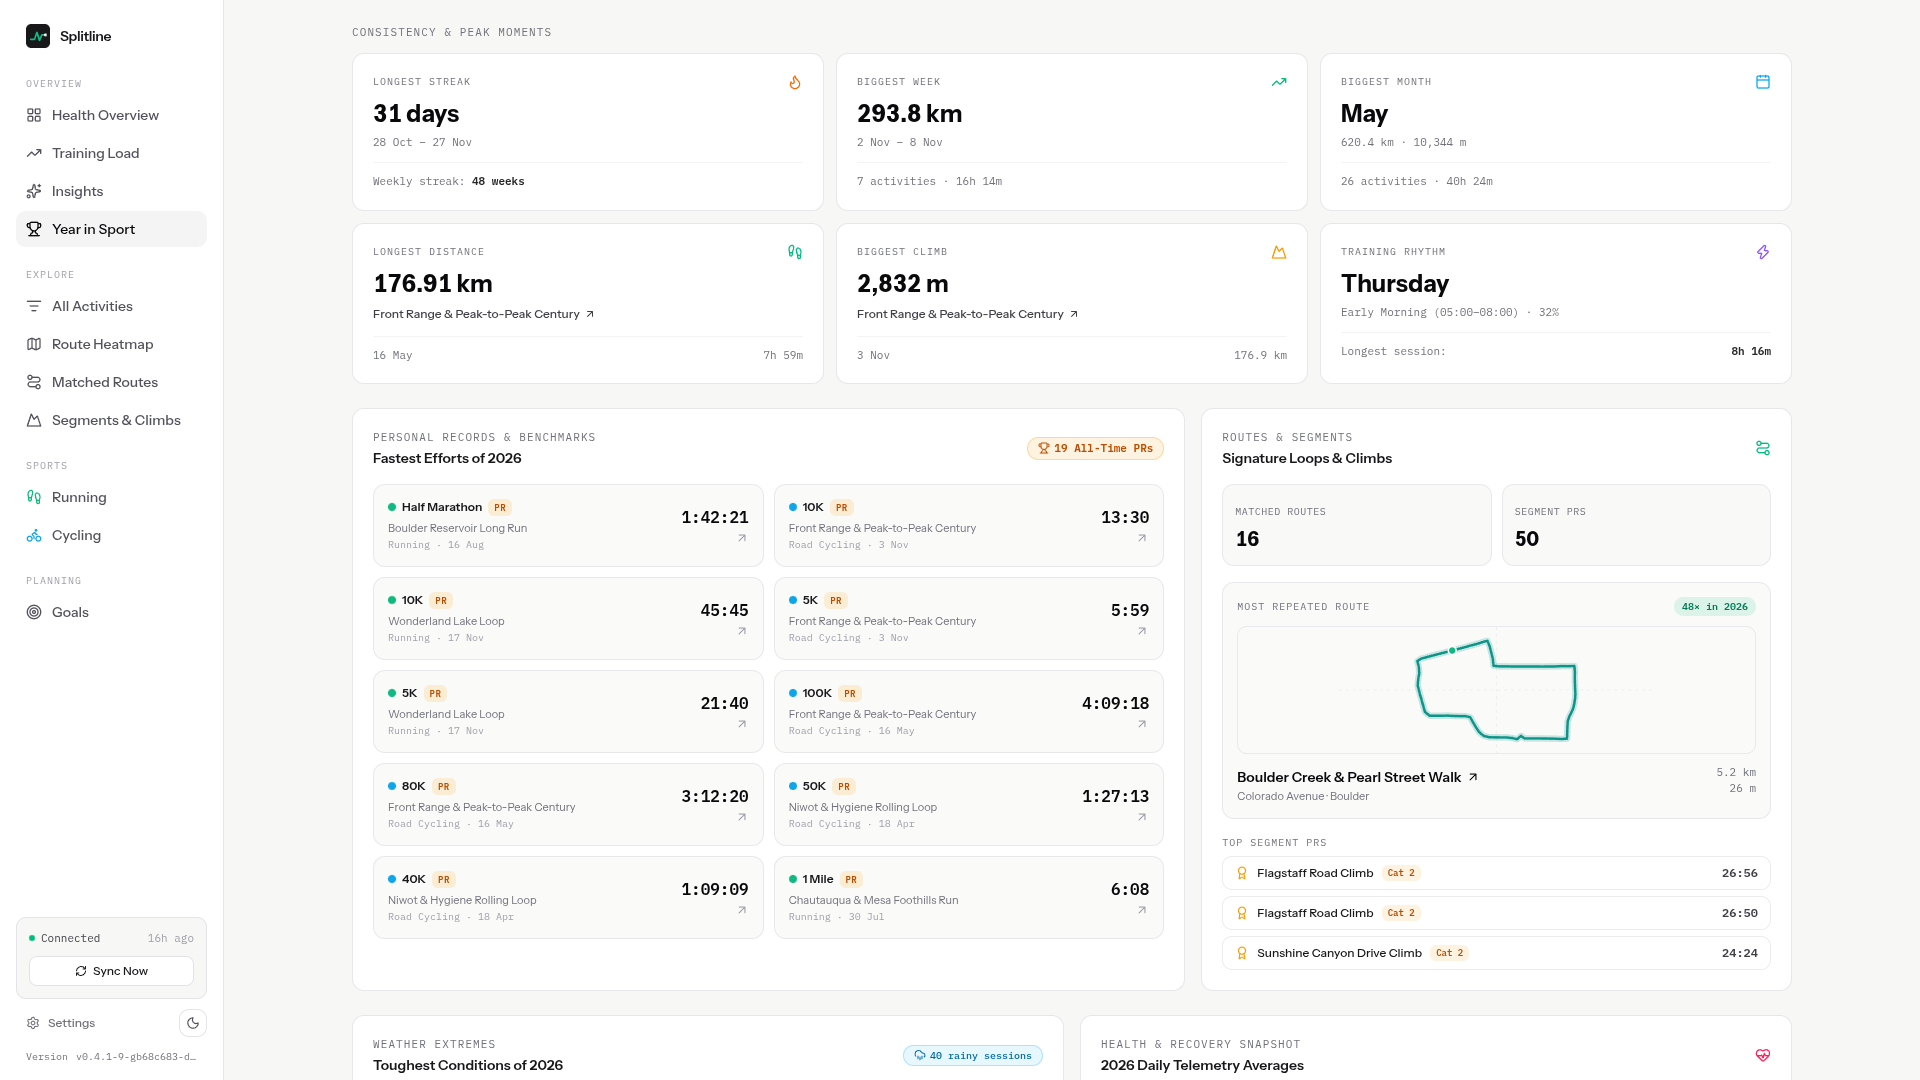 Splitline
OVERVIEW
Health Overview
Training Load
Insights
Year in Sport
EXPLORE
All Activities
Route Heatmap
Matched Routes
Segments & Climbs
SPORTS
Running
Cycling
PLANNING
Goals
Connected 16h ago
Sync Now
Settings
Version v0.4.1-9-gb68c683-d…
CONSISTENCY & PEAK MOMENTS
LONGEST STREAK
31 days
28 Oct – 27 Nov
Weekly streak: 48 weeks
BIGGEST WEEK
293.8 km
2 Nov – 8 Nov
7 activities · 16h 14m
BIGGEST MONTH
May
620.4 km · 10,344 m
26 activities · 40h 24m
LONGEST DISTANCE
176.91 km
Front Range & Peak-to-Peak Century
16 May 7h 59m
BIGGEST CLIMB
2,832 m
Front Range & Peak-to-Peak Century
3 Nov 176.9 km
TRAINING RHYTHM
Thursday
Early Morning (05:00–08:00) · 32%
Longest session: 8h 16m
PERSONAL RECORDS & BENCHMARKS
Fastest Efforts of 2026
19 All-Time PRs
Half Marathon PR
Boulder Reservoir Long Run
Running · 16 Aug
1:42:21
10K PR
Front Range & Peak-to-Peak Century
Road Cycling · 3 Nov
13:30
10K PR
Wonderland Lake Loop
Running · 17 Nov
45:45
5K PR
Front Range & Peak-to-Peak Century
Road Cycling · 3 Nov
5:59
5K PR
Wonderland Lake Loop
Running · 17 Nov
21:40
100K PR
Front Range & Peak-to-Peak Century
Road Cycling · 16 May
4:09:18
80K PR
Front Range & Peak-to-Peak Century
Road Cycling · 16 May
3:12:20
50K PR
Niwot & Hygiene Rolling Loop
Road Cycling · 18 Apr
1:27:13
40K PR
Niwot & Hygiene Rolling Loop
Road Cycling · 18 Apr
1:09:09
1 Mile PR
Chautauqua & Mesa Foothills Run
Running · 30 Jul
6:08
ROUTES & SEGMENTS
Signature Loops & Climbs
MATCHED ROUTES
16
SEGMENT PRS
50
MOST REPEATED ROUTE
48× in 2026
Boulder Creek & Pearl Street Walk
Colorado Avenue · Boulder
5.2 km
26 m
TOP SEGMENT PRS
Flagstaff Road Climb Cat 2 26:56
Flagstaff Road Climb Cat 2 26:50
Sunshine Canyon Drive Climb Cat 2 24:24
WEATHER EXTREMES
Toughest Conditions of 2026
40 rainy sessions
HEALTH & RECOVERY SNAPSHOT
2026 Daily Telemetry Averages